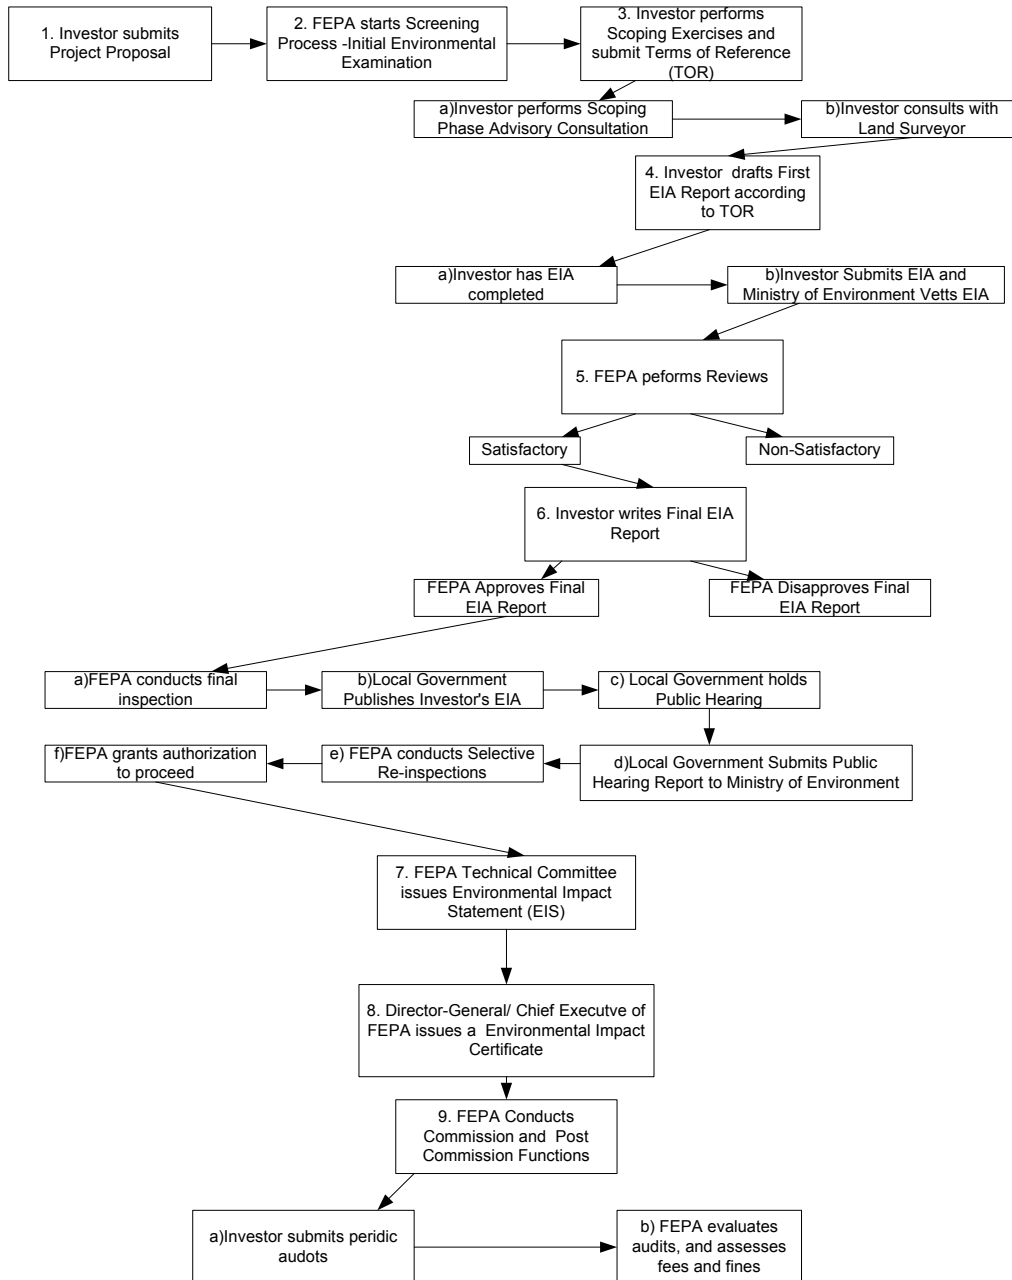 1. Investor submits
Project Proposal
2. FEPA starts Screening
Process -Initial Environmental
Examination
3. Investor performs
Scoping Exercises and
submit Terms of Reference
(TOR)
a)Investor performs Scoping
Phase Advisory Consultation
b)Investor consults with
Land Surveyor
4. Investor drafts First
EIA Report according
to TOR
a)Investor has EIA
completed
b)Investor Submits EIA and
Ministry of Environment Vetts EIA
5. FEPA peforms Reviews
Satisfactory
Non-Satisfactory
6. Investor writes Final EIA
Report
FEPA Approves Final
EIA Report
FEPA Disapproves Final
EIA Report
a)FEPA conducts final
inspection
b)Local Government
Publishes Investor's EIA
c) Local Government holds
Public Hearing
d)Local Government Submits Public
Hearing Report to Ministry of Environment
e) FEPA conducts Selective
Re-inspections
f)FEPA grants authorization
to proceed
7. FEPA Technical Committee
issues Environmental Impact
Statement (EIS)
8. Director-General/ Chief Executve of
FEPA issues a Environmental Impact
Certificate
9. FEPA Conducts
Commission and Post
Commission Functions
a)Investor submits peridic
audots
b) FEPA evaluates
audits, and assesses
fees and fines